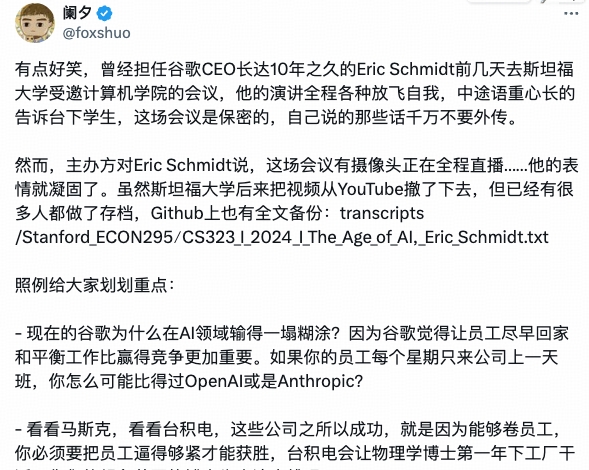 阑夕
@foxshuo
有点好笑，曾经担任谷歌CEO长达10年之久的Eric Schmidt前几天去斯坦福
大学受邀计算机学院的会议，他的演讲全程各种放飞自我，中途语重心长的
告诉台下学生，这场会议是保密的，自己说的那些话千万不要外传。
然而，主办方对Eric Schmidt说，这场会议有摄像头正在全程直播......他的表
情就凝固了。虽然斯坦福大学后来把视频从YouTube撤了下去，但已经有很
多人都做了存档，Github上也有全文备份：transcripts
/Stanford_ECON295⧸CS323_I_2024_I_The_Age_of_AI,_Eric_Schmidt.txt
照例给大家划划重点：
- 现在的谷歌为什么在AI领域输得一塌糊涂？因为谷歌觉得让员工尽早回家
和平衡工作比赢得竞争更加重要。如果你的员工每个星期只来公司上一天
班，你怎么可能比得过OpenAI或是Anthropic?
- 看看马斯克，看看台积电，这些公司之所以成功，就是因为能够卷员工，
你必须要把员工逼得够紧才能获胜，台积电会让物理学博士第一年下工厂干